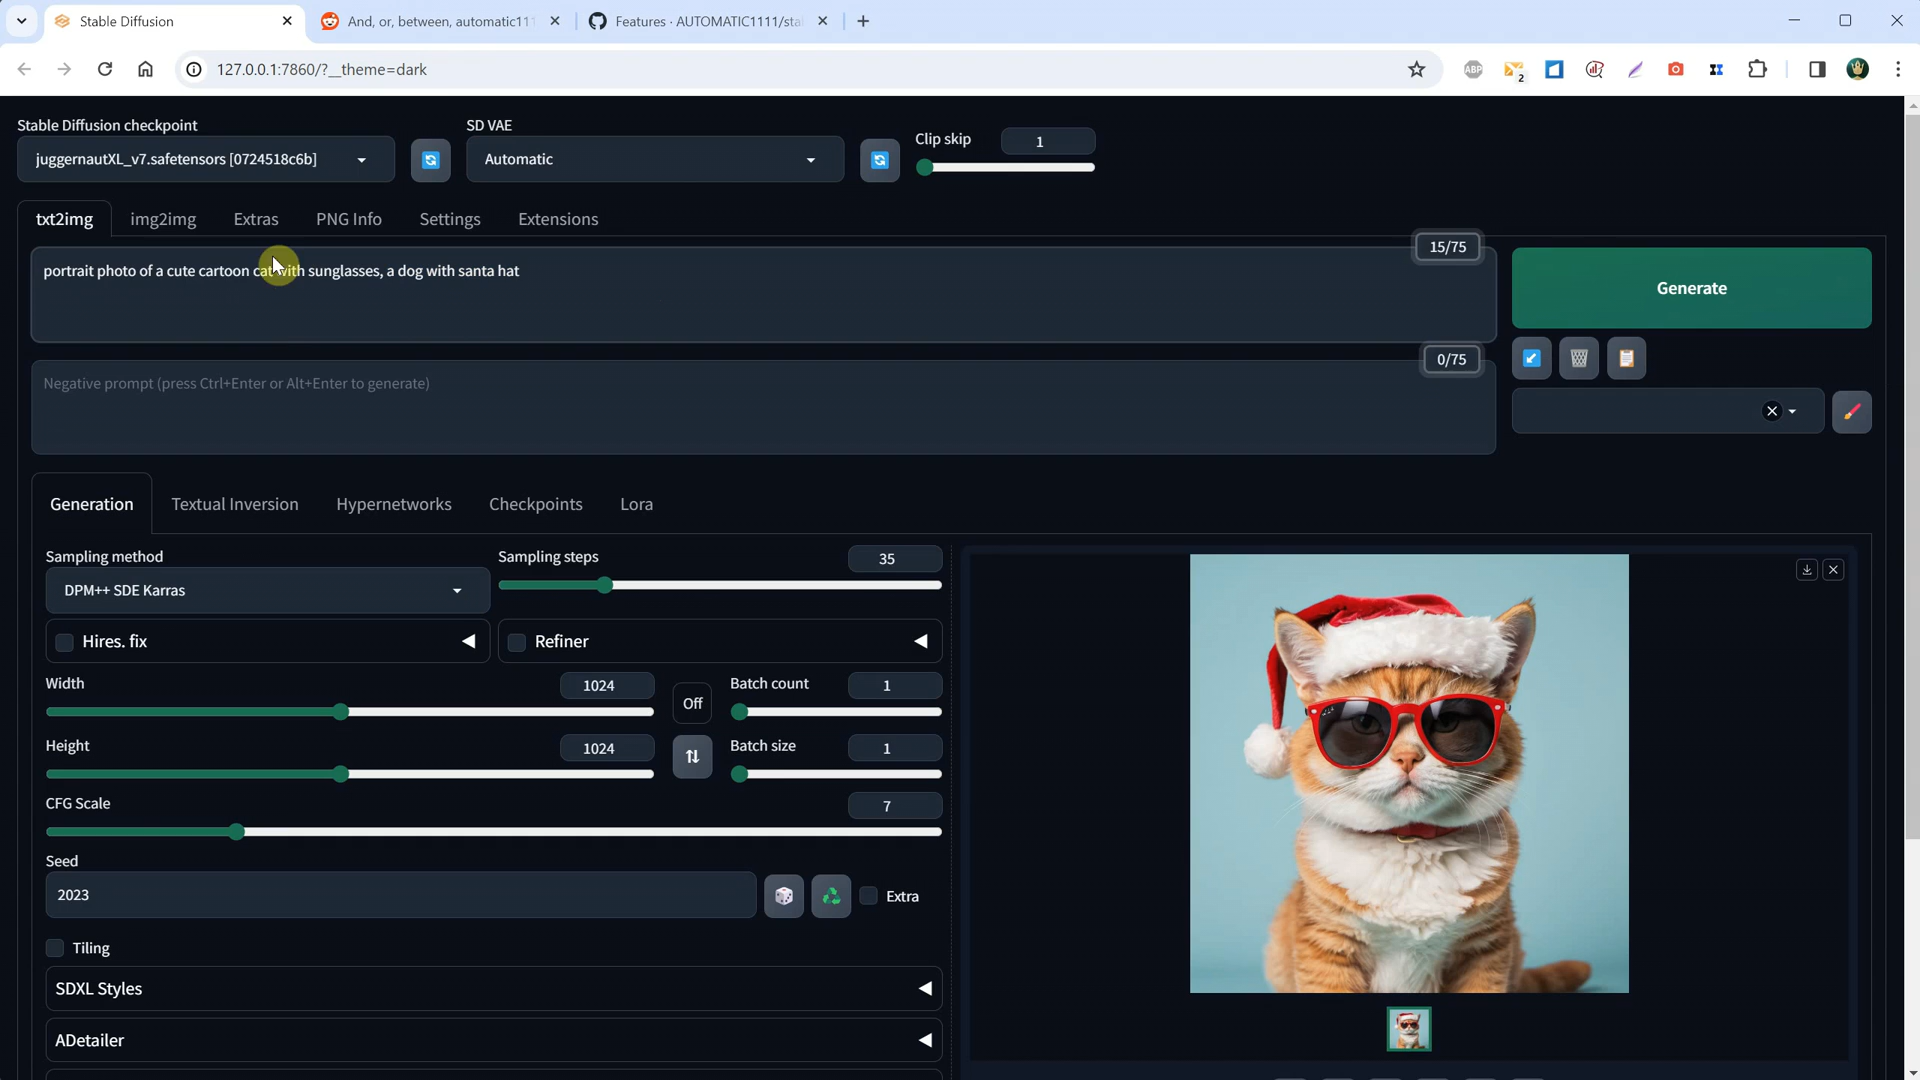 Stable Diffusion
And, or, between, automatic111
Features · AUTOMATIC1111/sta
127.0.0.1:7860/?__theme=dark
ABP
2
Stable Diffusion checkpoint
SD VAE
Clip skip
1
juggernautXL_v7.safetensors [0724518c6b]
Automatic
txt2img
img2img
Extras
PNG Info
Settings
Extensions
15/75
portrait photo of a cute cartoon cat with sunglasses, a dog with santa hat
Generate
0/75
Negative prompt (press Ctrl+Enter or Alt+Enter to generate)
Generation
Textual Inversion
Hypernetworks
Checkpoints
Lora
Sampling method
Sampling steps
35
DPM++ SDE Karras
Hires. fix
Refiner
Width
1024
Off
Batch count
1
Height
1024
Batch size
1
CFG Scale
7
Seed
2023
Extra
Tiling
SDXL Styles
ADetailer